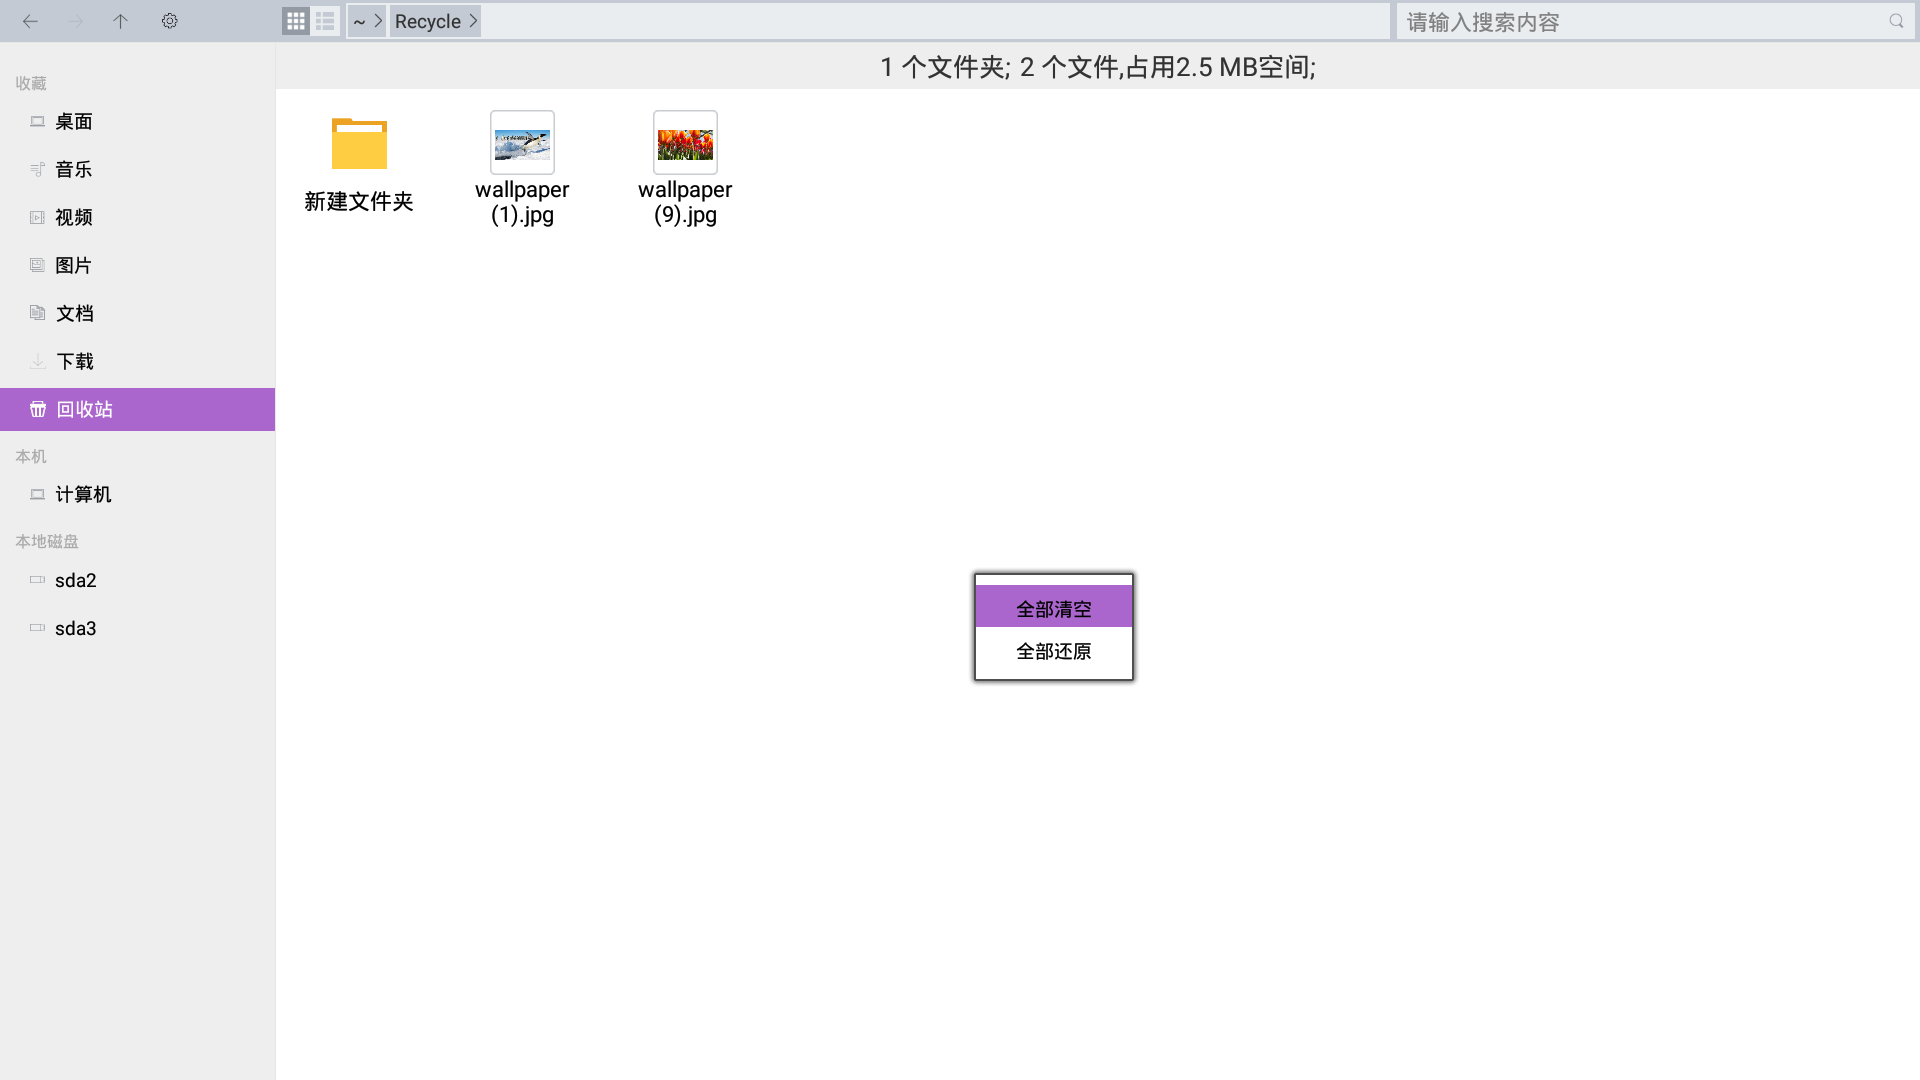 ~
Recycle
请输入搜索内容
1 个文件夹; 2 个文件,占用2.5 MB空间;
收藏
桌面
音乐
视频
图片
文档
下载
回收站
本机
计算机
本地磁盘
sda2
sda3
新建文件夹
wallpaper
(1).jpg
wallpaper
(9).jpg
全部清空
全部还原